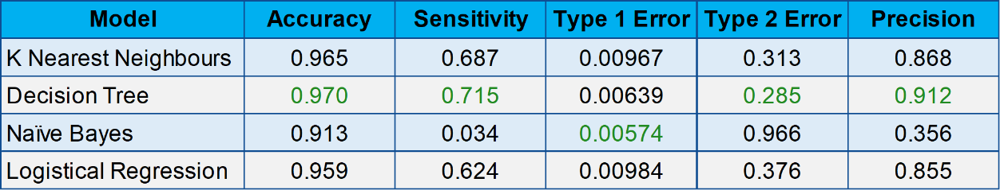 Model Accuracy Sensitivity Type 1 Error Type 2 Error Precision
K Nearest Neighbours 0.965 0.687 0.00967 0.313 0.868
Decision Tree 0.970 0.715 0.00639 0.285 0.912
Naïve Bayes 0.913 0.034 0.00574 0.966 0.356
Logistical Regression 0.959 0.624 0.00984 0.376 0.855